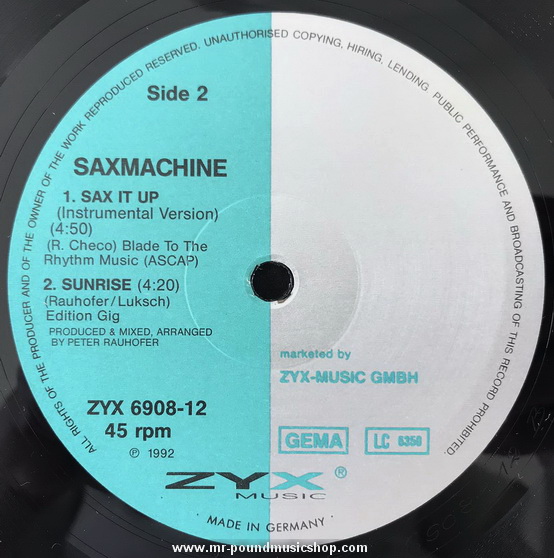 ALL RIGHTS OF THE PRODUCER AND OF THE OWNER OF THE WORK REPRODUCED RESERVED. UNAUTHORISED COPYING, HIRING, LENDING, PUBLIC PERFORMANCE AND BROADCASTING OF THIS RECORD PROHIBITED.
Side 2
SAXMACHINE
1. SAX IT UP
(Instrumental Version)
(4:50)
(R. Checo) Blade To The
Rhythm Music (ASCAP)
2. SUNRISE (4:20)
(Rauhofer/Luksch)
Edition Gig
PRODUCED & MIXED, ARRANGED
BY PETER RAUHOFER
marketed by
ZYX-MUSIC GMBH
ZYX 6908-12
45 rpm
℗ 1992
GEMA
LC 6350
ZYX®
MUSIC
· MADE IN GERMANY ·
www.mr-poundmusicshop.com